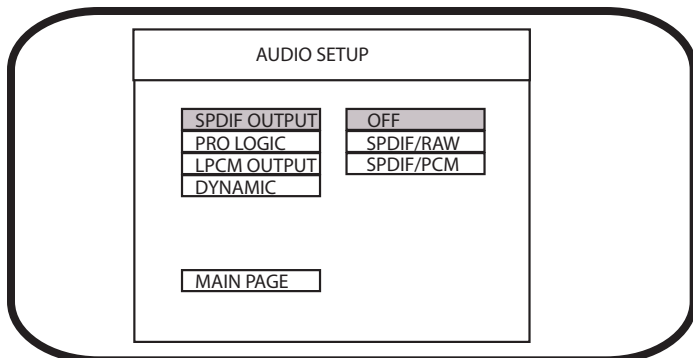 AUDIO SETUP
SPDIF OUTPUT
PRO LOGIC
LPCM OUTPUT
DYNAMIC
OFF
SPDIF/RAW
SPDIF/PCM
MAIN PAGE